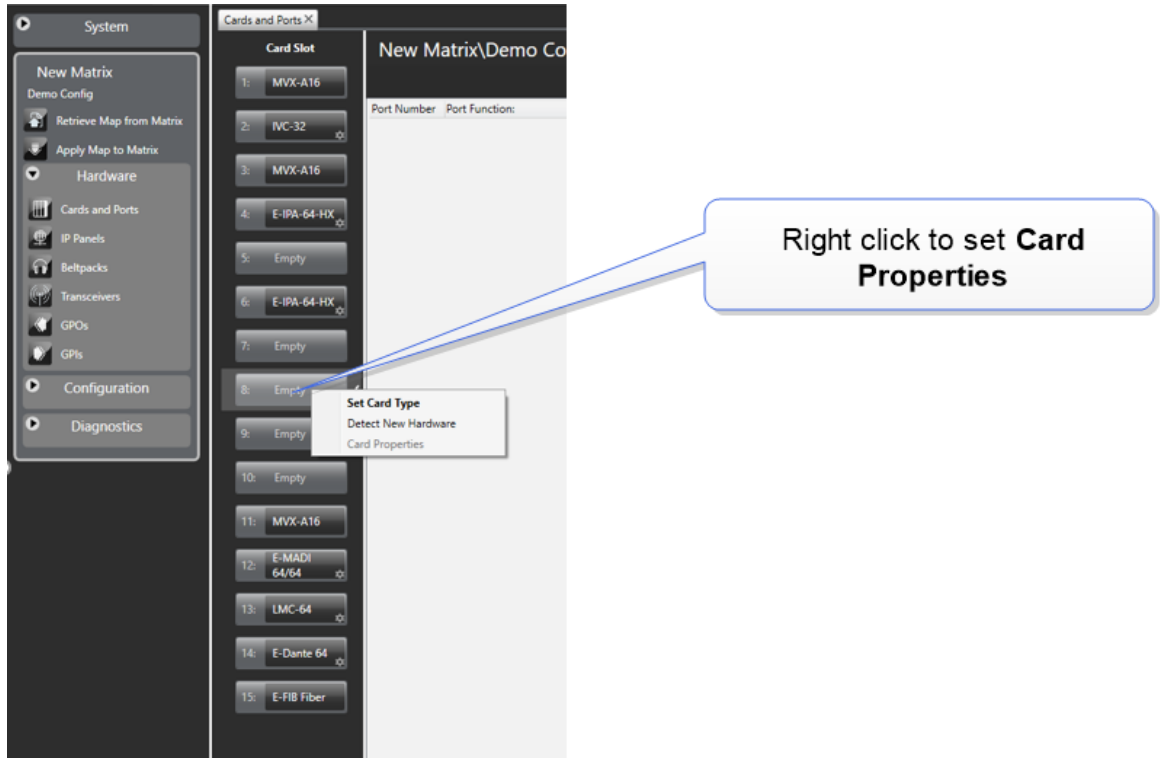 System
New Matrix
Demo Config
Retrieve Map from Matrix
Apply Map to Matrix
Hardware
Cards and Ports
IP Panels
Beltpacks
Transceivers
GPOs
GPIs
Configuration
Diagnostics
Cards and Ports X
Card Slot
1: MVX-A16
2: IVC-32
3: MVX-A16
4: E-IPA-64-HX
5: Empty
6: E-IPA-64-HX
7: Empty
8: Empty
9: Empty
10: Empty
11: MVX-A16
12: E-MADI
64/64
13: LMC-64
14: E-Dante 64
15: E-FIB Fiber
Set Card Type
Detect New Hardware
Card Properties
New Matrix\Demo Co
Port Number Port Function:
Right click to set Card
Properties